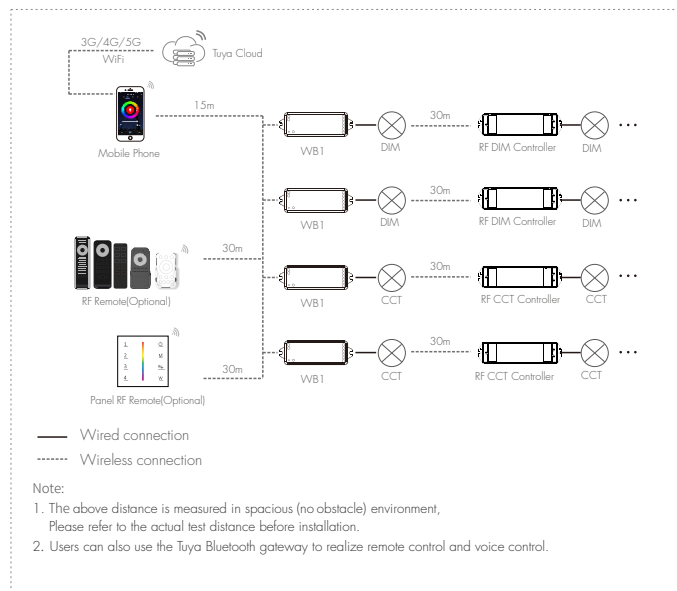 3G/4G/5G
WiFi
Tuya Cloud
15m
Mobile Phone
WB1
DIM
30m
RF DIM Controller
DIM
...
WB1
DIM
30m
RF DIM Controller
DIM
...
30m
RF Remote(Optional)
WB1
CCT
30m
RF CCT Controller
CCT
...
1
2
3
4
M
W
30m
Panel RF Remote(Optional)
WB1
CCT
30m
RF CCT Controller
CCT
...
Wired connection
Wireless connection
Note:
1. The above distance is measured in spacious (no obstacle) environment,
Please refer to the actual test distance before installation.
2. Users can also use the Tuya Bluetooth gateway to realize remote control and voice control.